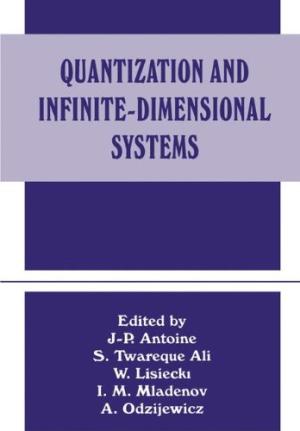 QUANTIZATION AND
INFINITE-DIMENSIONAL
SYSTEMS
Edited by
J-P. Antoine
S. Twareque Ali
W. Lisiecki
I. M. Mladenov
A. Odzijewicz